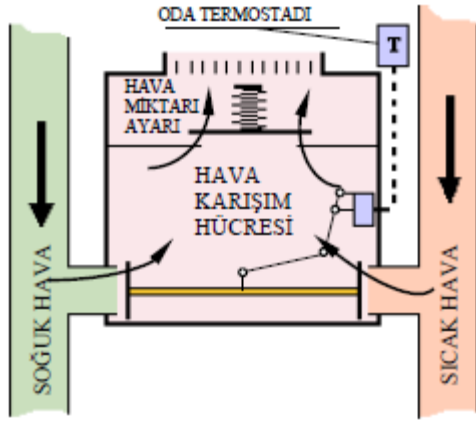 ODA TERMOSTADI
T
HAVA
MİKTARI
AYARI
HAVA
KARIŞIM
HÜCRESİ
SOĞUK HAVA
SICAK HAVA